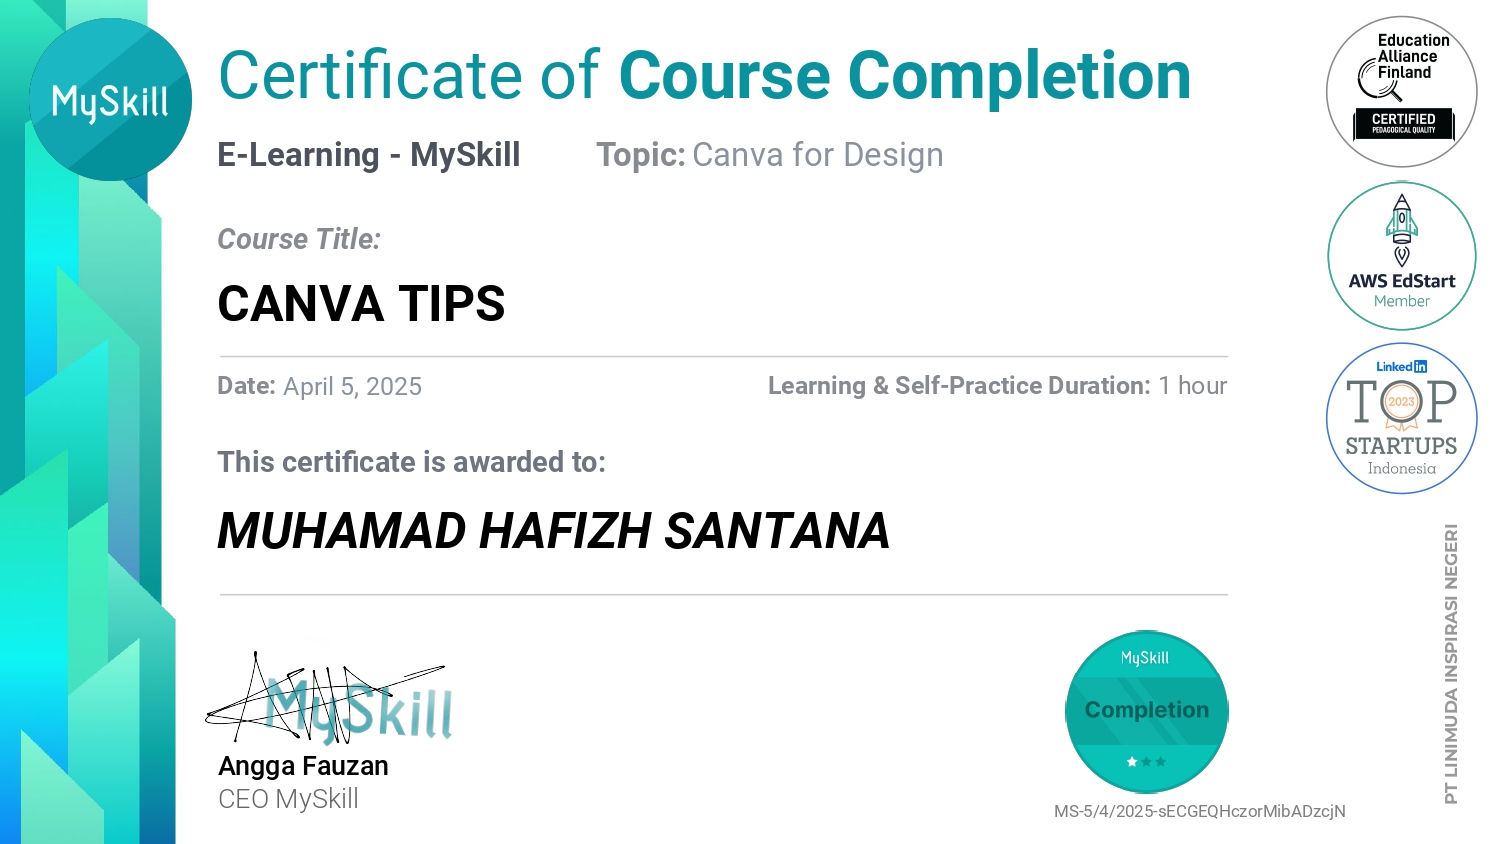 MySkill
Certificate of Course Completion
E-Learning - MySkill
Topic: Canva for Design
Course Title:
CANVA TIPS
Date: April 5, 2025
Learning & Self-Practice Duration: 1 hour
This certificate is awarded to:
MUHAMAD HAFIZH SANTANA
MySkill
Angga Fauzan
CEO MySkill
MySkill
Completion
MS-5/4/2025-sECGEQHczorMibADzcjN
Education
Alliance
Finland
CERTIFIED
PEDAGOGICAL QUALITY
AWS EdStart
Member
Linked in
TOP
2023
STARTUPS
Indonesia
PT LINIMUDA INSPIRASI NEGERI